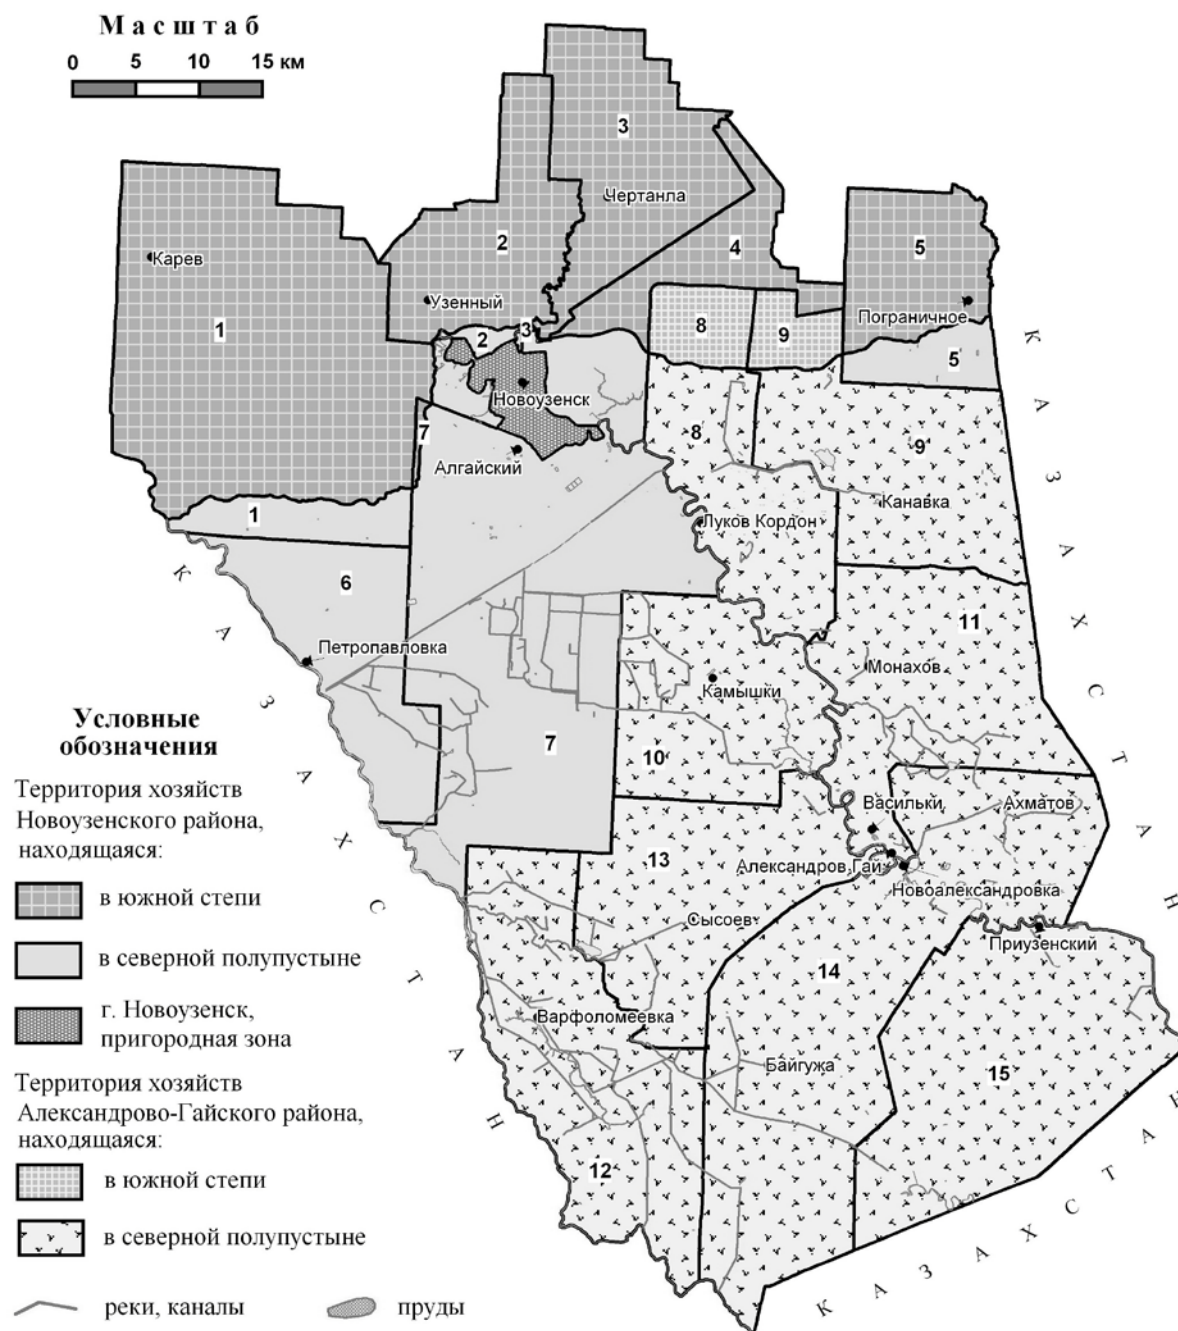 Масштаб
0 5 10 15 км
3
Чертанла
2
4
5
Карев
Узенный
Пограничное
1
8
9
2
3
5
Новоузенск
7
8
9
Алгайский
Канавка
1
Луков Кордон
6
11
Петропавловка
Монахов
Камышки
7
10
Васильки
Ахматов
13
Александров Гай
Новоалександровка
Сысоев
Приузенский
14
Варфоломеевка
Байгужа
15
12
КАЗАХСТАН
КАЗАХСТАН
КАЗАХСТАН
Условные
обозначения
Территория хозяйств
Новоузенского района,
находящаяся:
в южной степи
в северной полупустыне
г. Новоузенск,
пригородная зона
Территория хозяйств
Александрово-Гайского района,
находящаяся:
в южной степи
в северной полупустыне
реки, каналы
пруды